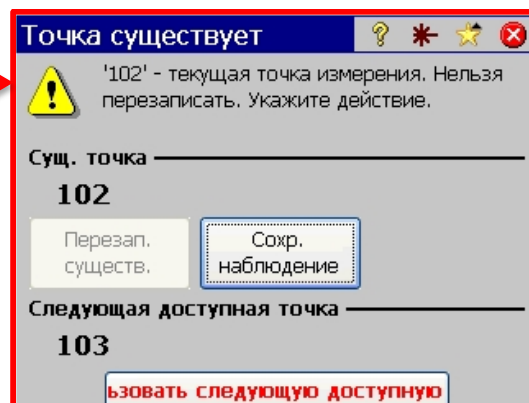 Точка существует
'102' - текущая точка измерения. Нельзя
перезаписать. Укажите действие.
Сущ. точка
102
Перезап.
существ.
Сохр.
наблюдение
Следующая доступная точка
103
ьзовать следующую доступную